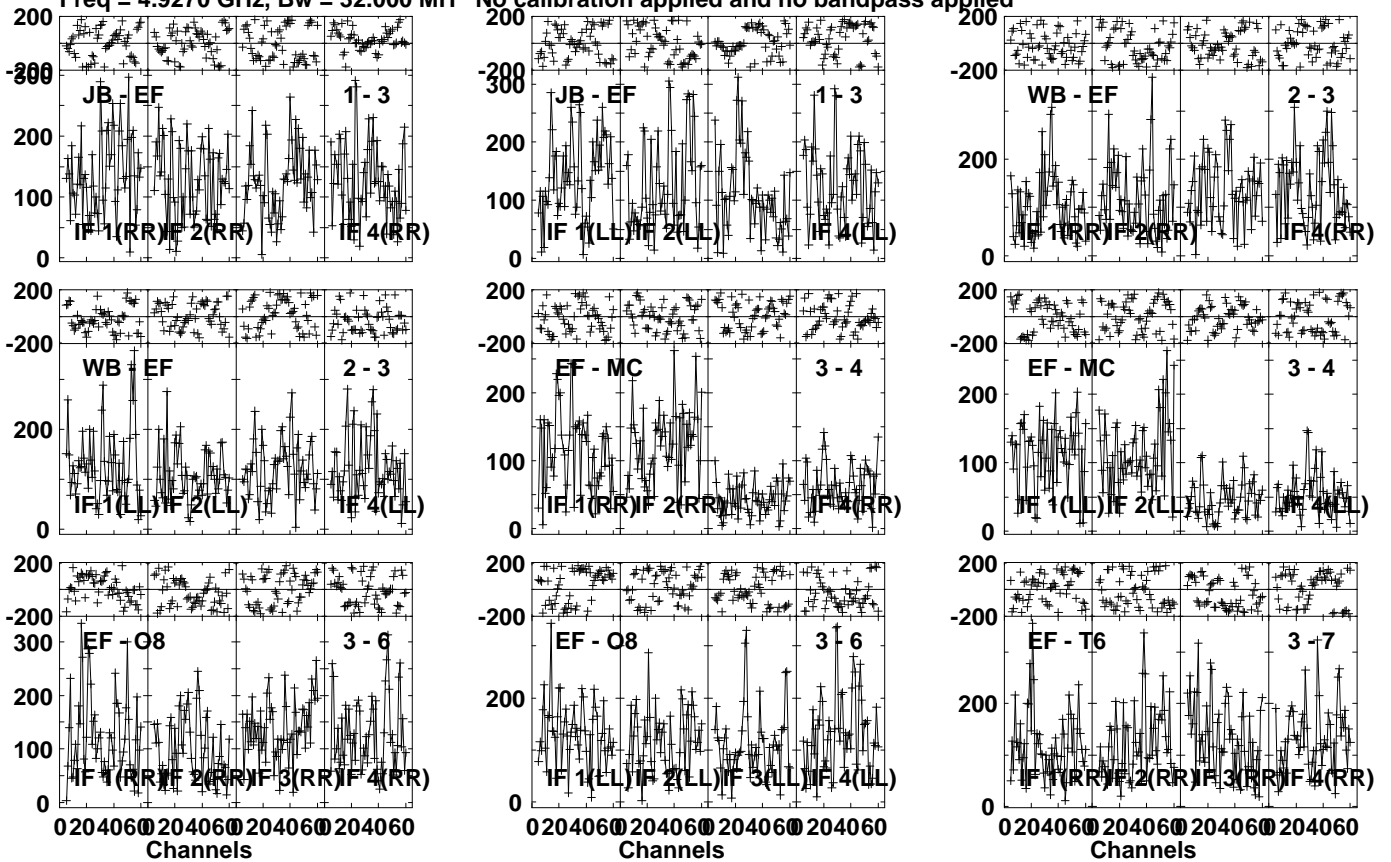 Freq = 4.9270 GHz, Bw = 32.000 MH No calibration applied and no bandpass applied
200 200 200
-200 -200
300 300
JB - EF 1 - 3 JB - EF 1 - 3 WB - EF 2 - 3
200 200 200
100 100
IF 1(RR) IF 2(RR) IF 4(RR) IF 1(LL) IF 2(LL) IF 4(LL) IF 1(RR) IF 2(RR) IF 4(RR)
0 0 0
200 200 200
-200 -200 -200
WB - EF 2 - 3 EF - MC 3 - 4 EF - MC 3 - 4
200 200 200
100 100
IF 1(LL) IF 2(LL) IF 4(LL) IF 1(RR) IF 2(RR) IF 4(RR) IF 1(LL) IF 2(LL) IF 4(LL)
0 0 0
200 200 200
-200 -200 -200
300
EF - O8 3 - 6 EF - O8 3 - 6 EF - T6 3 - 7
200 200 200
100
IF 1(RR) IF 2(RR) IF 3(RR) IF 4(RR) IF 1(LL) IF 2(LL) IF 3(LL) IF 4(LL) IF 1(RR) IF 2(RR) IF 3(RR) IF 4(RR)
0 0 0
0 20 40 60 0 20 40 60 0 20 40 60 0 20 40 60 0 20 40 60 0 20 40 60 0 20 40 60 0 20 40 60 0 20 40 60 0 20 40 60 0 20 40 60 0 20 40 60
Channels Channels Channels